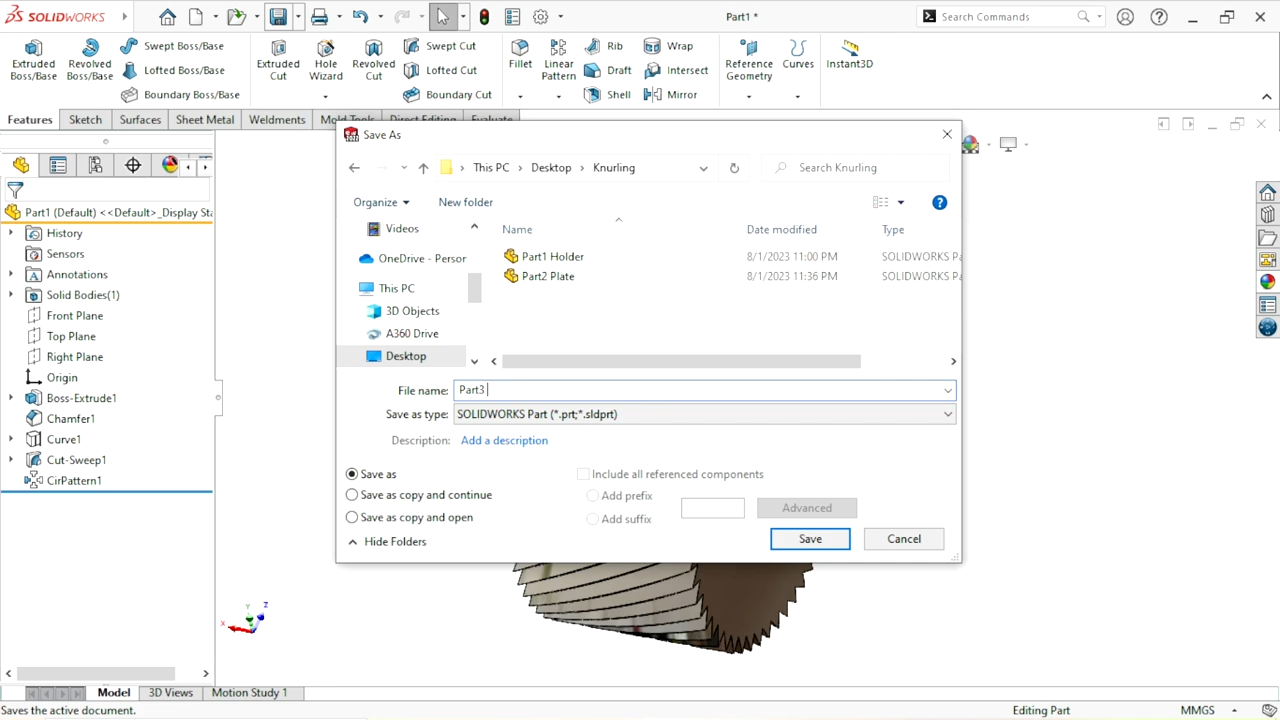 SOLIDWORKS
Part1 *
Search Commands
Extruded Boss/Base
Revolved Boss/Base
Swept Boss/Base
Lofted Boss/Base
Boundary Boss/Base
Extruded Cut
Hole Wizard
Revolved Cut
Swept Cut
Lofted Cut
Boundary Cut
Fillet
Linear Pattern
Rib
Draft
Shell
Wrap
Intersect
Mirror
Reference Geometry
Curves
Instant3D
Features
Sketch
Surfaces
Sheet Metal
Weldments
Mold Tools
Direct Editing
Evaluate
Part1 (Default) <<Default>_Display Sta
History
Sensors
Annotations
Solid Bodies(1)
Front Plane
Top Plane
Right Plane
Origin
Boss-Extrude1
Chamfer1
Curve1
Cut-Sweep1
CirPattern1
Save As
This PC > Desktop > Knurling
Search Knurling
Organize
New folder
Videos
OneDrive - Person
This PC
3D Objects
A360 Drive
Desktop
Name Date modified Type
Part1 Holder 8/1/2023 11:00 PM SOLIDWORKS Pa
Part2 Plate 8/1/2023 11:36 PM SOLIDWORKS Pa
File name: Part3
Save as type: SOLIDWORKS Part (*.prt;*.sldprt)
Description: Add a description
Save as
Save as copy and continue
Save as copy and open
Include all referenced components
Add prefix
Add suffix
Advanced
Hide Folders
Save
Cancel
Y
Z
X
Model
3D Views
Motion Study 1
Saves the active document.
Editing Part
MMGS